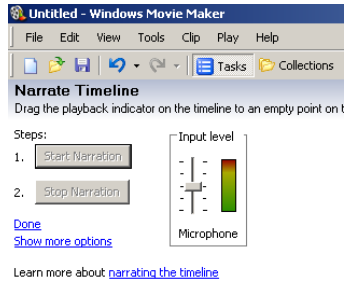 Untitled - Windows Movie Maker
File Edit View Tools Clip Play Help
Tasks Collections
Narrate Timeline
Drag the playback indicator on the timeline to an empty point on
Steps:
Input level
1. Start Narration
2. Stop Narration
Done
Microphone
Show more options
Learn more about narrating the timeline